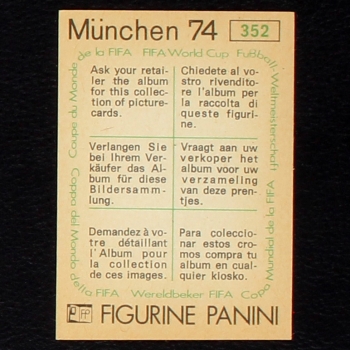 München 74 352
de la FIFA FIFA World Cup Fußball-Weltmeisterschaft
Coupe du Monde
Ask your retai-
ler the album
for this collec-
tion of picture-
cards.
Chiedete al vo-
stro rivenditore
l'album per
la raccolta di
queste figuri-
ne.
Verlangen Sie
bei Ihrem Ver-
käufer das Al-
bum für diese
Bildersamm-
lung.
Vraagt aan uw
verkoper het
album voor uw
verzameling
van deze pren-
tjes.
Demandez à vo-
tre détaillant
l'Album pour
la collection
de ces images.
Para coleccio-
nar estos cro-
mos compra tu
album en cual-
quier kiosko.
Coppa del Mondo
della FIFA Wereldbeker FIFA Copa Mundial de la FIFA
FIGURINE PANINI